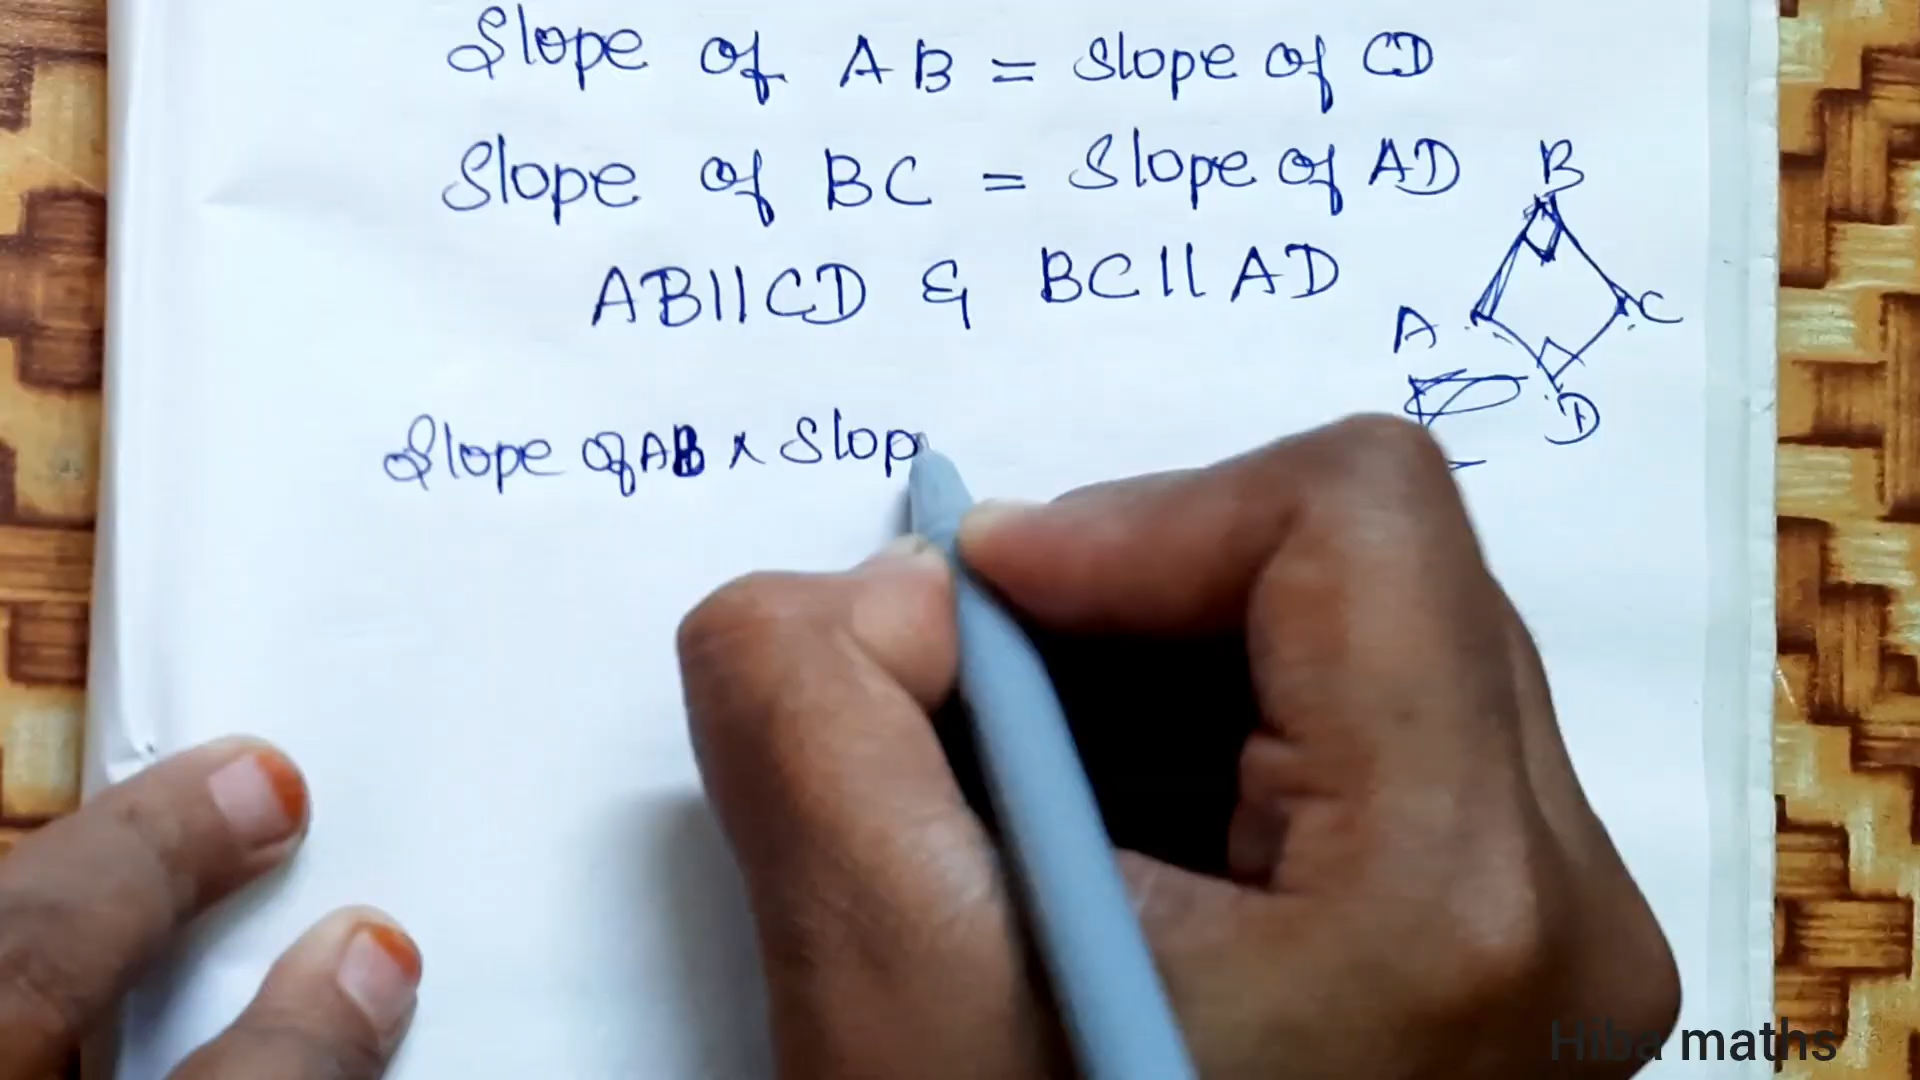 Slope of AB = Slope of CD
Slope of BC = Slope of AD
AB||CD & BC||AD
B
A
C
D
Slope of AB x Slop
Hiba maths